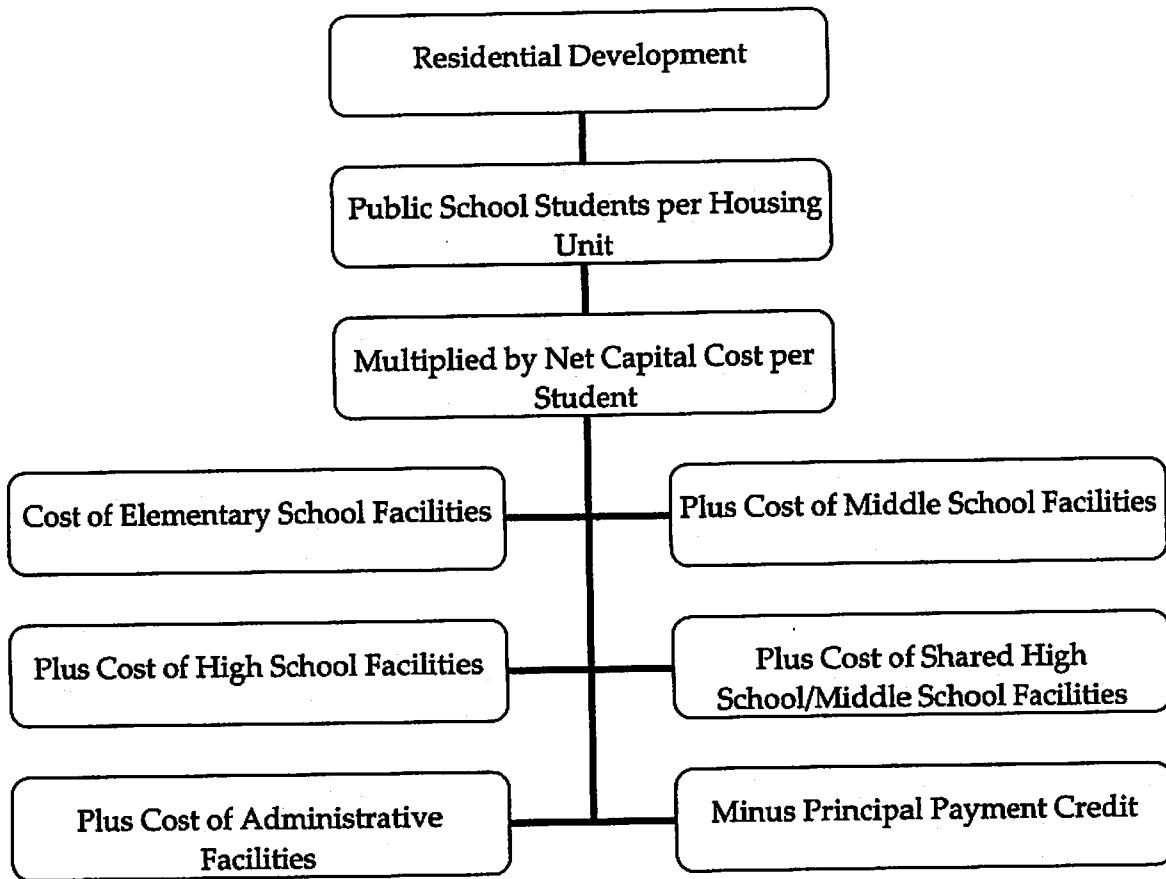 Residential Development
Public School Students per Housing
Unit
Multiplied by Net Capital Cost per
Student
Cost of Elementary School Facilities
Plus Cost of Middle School Facilities
Plus Cost of High School Facilities
Plus Cost of Shared High
School/Middle School Facilities
Plus Cost of Administrative
Facilities
Minus Principal Payment Credit